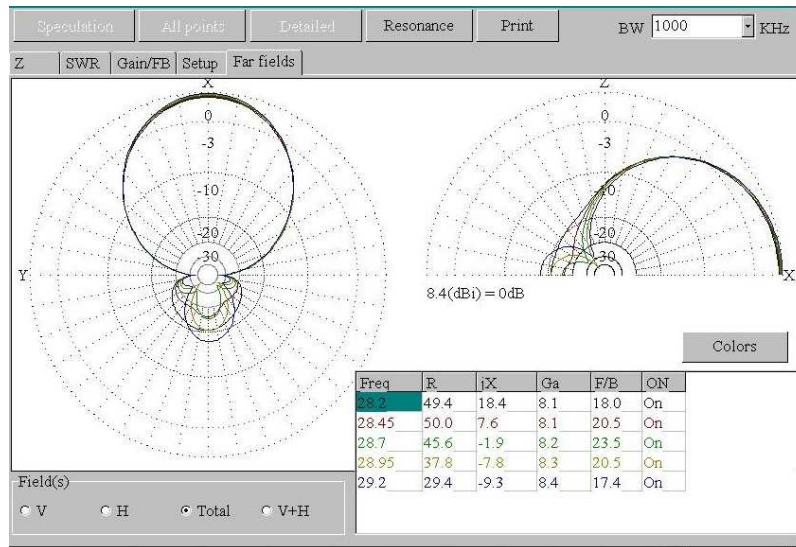 Speculation All points Detailed Resonance Print BW 1000 KHz
Z SWR Gain/FB Setup Far fields
X
0
-3
-10
-20
-30
Y
Z
0
-3
-10
-20
-30
X
8.4(dBi) = 0dB
Colors
Freq R jX Ga F/B ON
28.2 49.4 18.4 8.1 18.0 On
28.45 50.0 7.6 8.1 20.5 On
28.7 45.6 -1.9 8.2 23.5 On
28.95 37.8 -7.8 8.3 20.5 On
29.2 29.4 -9.3 8.4 17.4 On
Field(s)
V H Total V+H